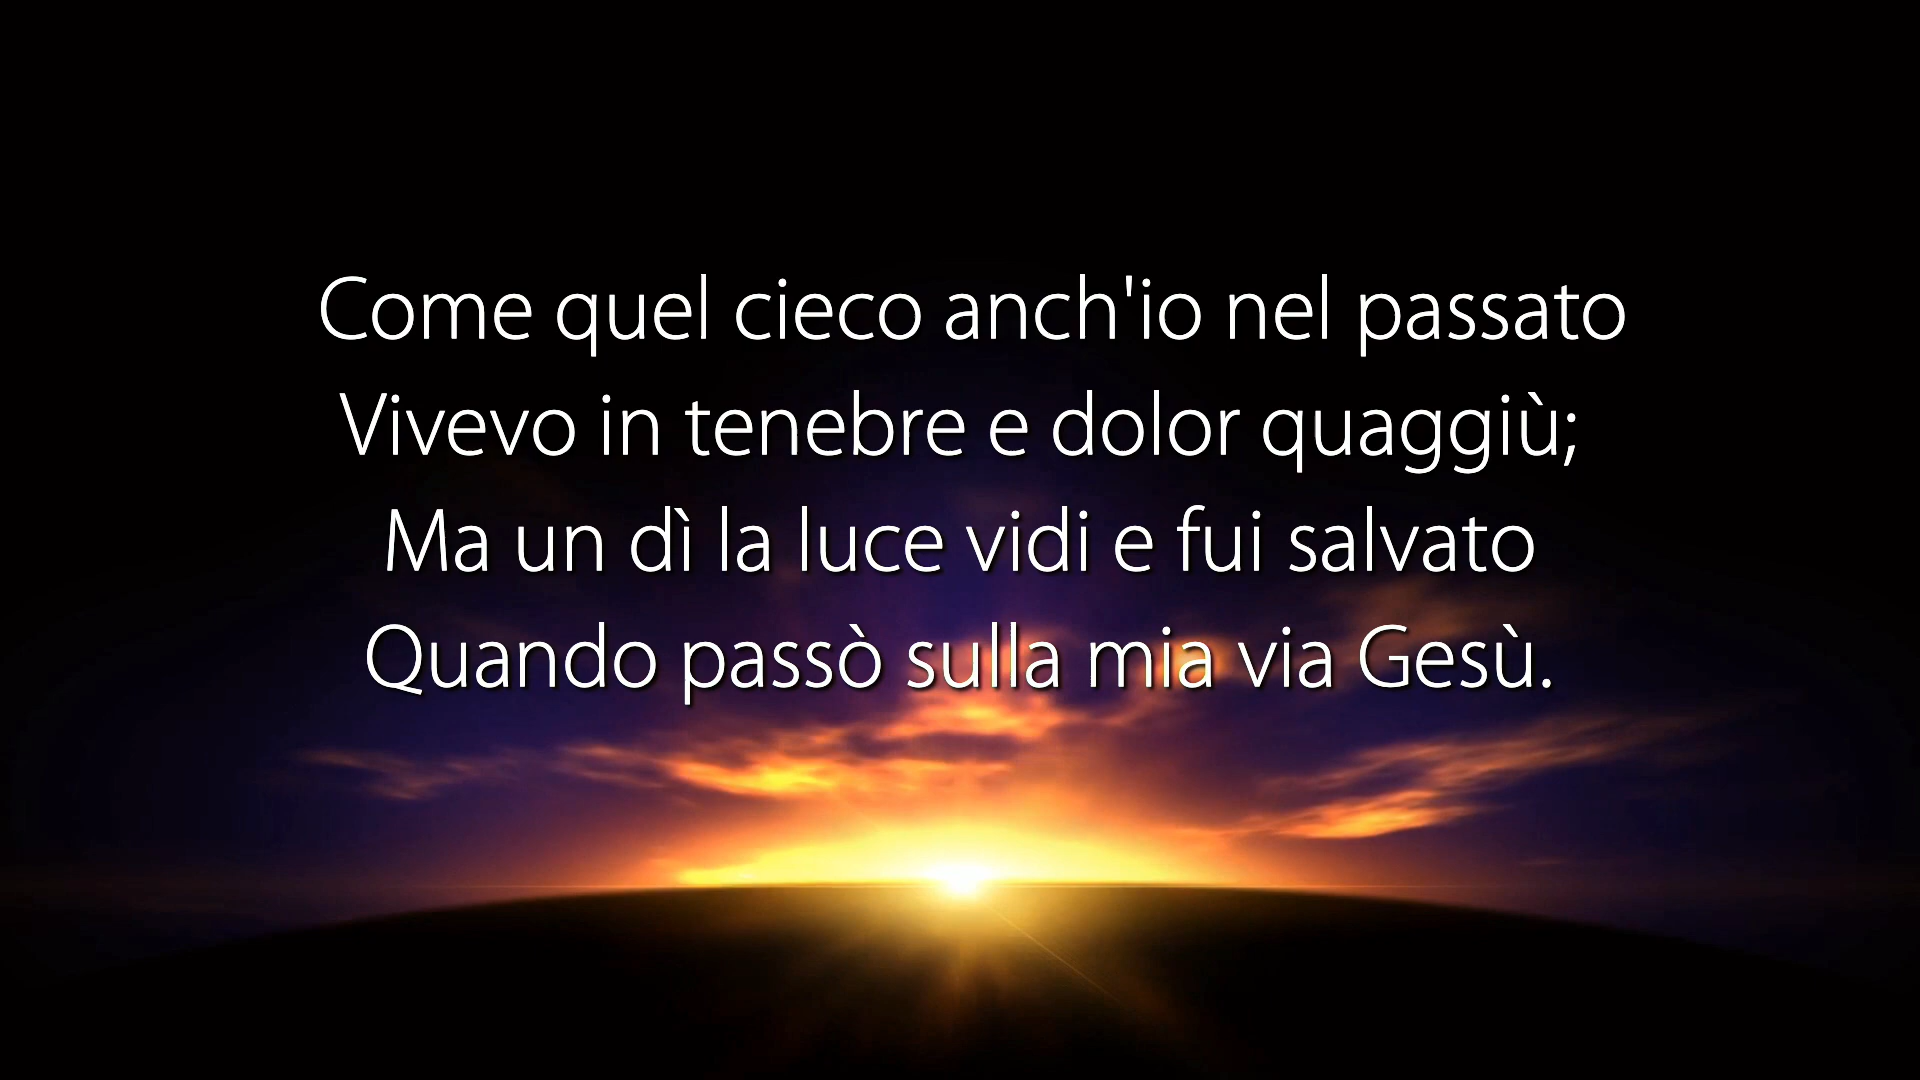 Come quel cieco anch'io nel passato
Vivevo in tenebre e dolor quaggiù;
Ma un dì la luce vidi e fui salvato
Quando passò sulla mia via Gesù.